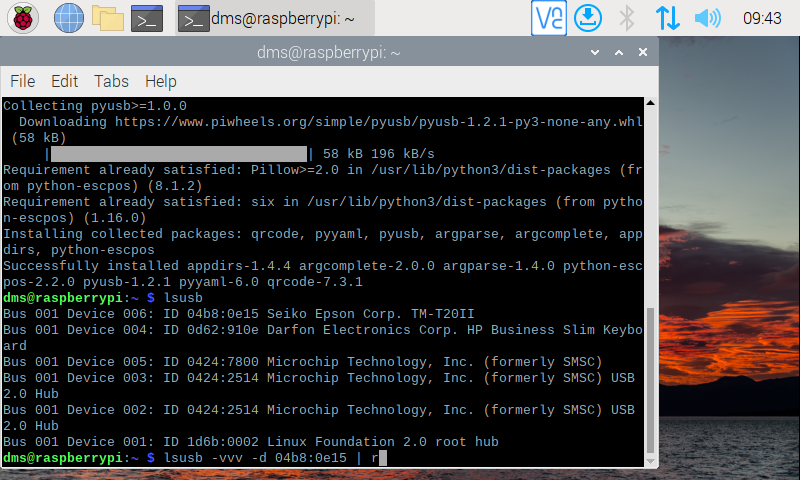 dms@raspberrypi: ~
V2
09:43
dms@raspberrypi: ~
File Edit Tabs Help
Collecting pyusb>=1.0.0
  Downloading https://www.piwheels.org/simple/pyusb/pyusb-1.2.1-py3-none-any.whl
 (58 kB)
     |████████████████████████████████| 58 kB 196 kB/s
Requirement already satisfied: Pillow>=2.0 in /usr/lib/python3/dist-packages (fr
om python-escpos) (8.1.2)
Requirement already satisfied: six in /usr/lib/python3/dist-packages (from pytho
n-escpos) (1.16.0)
Installing collected packages: qrcode, pyyaml, pyusb, argparse, argcomplete, app
dirs, python-escpos
Successfully installed appdirs-1.4.4 argcomplete-2.0.0 argparse-1.4.0 python-esc
pos-2.2.0 pyusb-1.2.1 pyyaml-6.0 qrcode-7.3.1
dms@raspberrypi:~ $ lsusb
Bus 001 Device 006: ID 04b8:0e15 Seiko Epson Corp. TM-T20II
Bus 001 Device 004: ID 0d62:910e Darfon Electronics Corp. HP Business Slim Keybo
ard
Bus 001 Device 005: ID 0424:7800 Microchip Technology, Inc. (formerly SMSC)
Bus 001 Device 003: ID 0424:2514 Microchip Technology, Inc. (formerly SMSC) USB
2.0 Hub
Bus 001 Device 002: ID 0424:2514 Microchip Technology, Inc. (formerly SMSC) USB
2.0 Hub
Bus 001 Device 001: ID 1d6b:0002 Linux Foundation 2.0 root hub
dms@raspberrypi:~ $ lsusb -vvv -d 04b8:0e15 | r